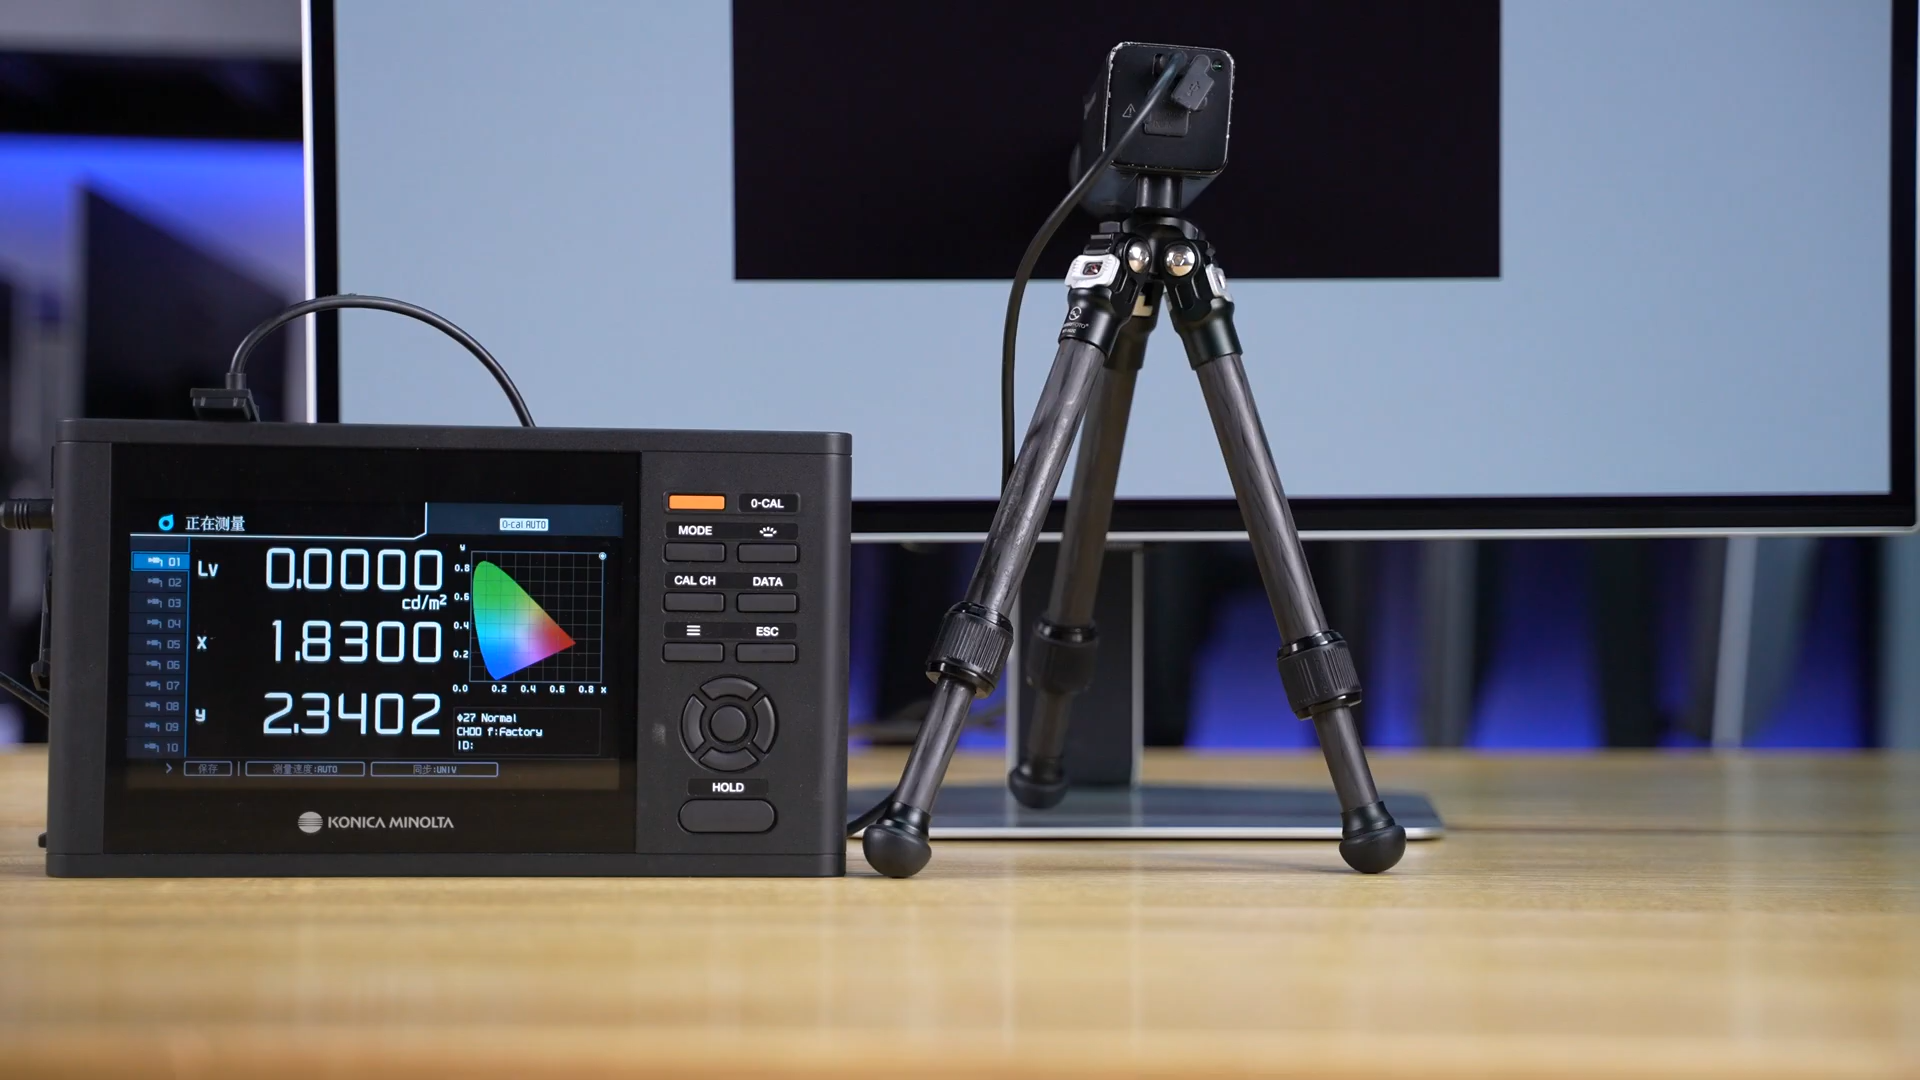 正在测量
0-cal AUTO
01
02
03
04
05
06
07
08
09
10
Lv
0.0000
cd/m²
x
1.8300
y
2.3402
y
0.8
0.6
0.4
0.2
0.0
0.2
0.4
0.6
0.8
x
Φ27 Normal
CH00 f:Factory
ID:
保存
测量速度:AUTO
同步:UNIV
KONICA MINOLTA
0-CAL
MODE
CAL CH
DATA
ESC
HOLD